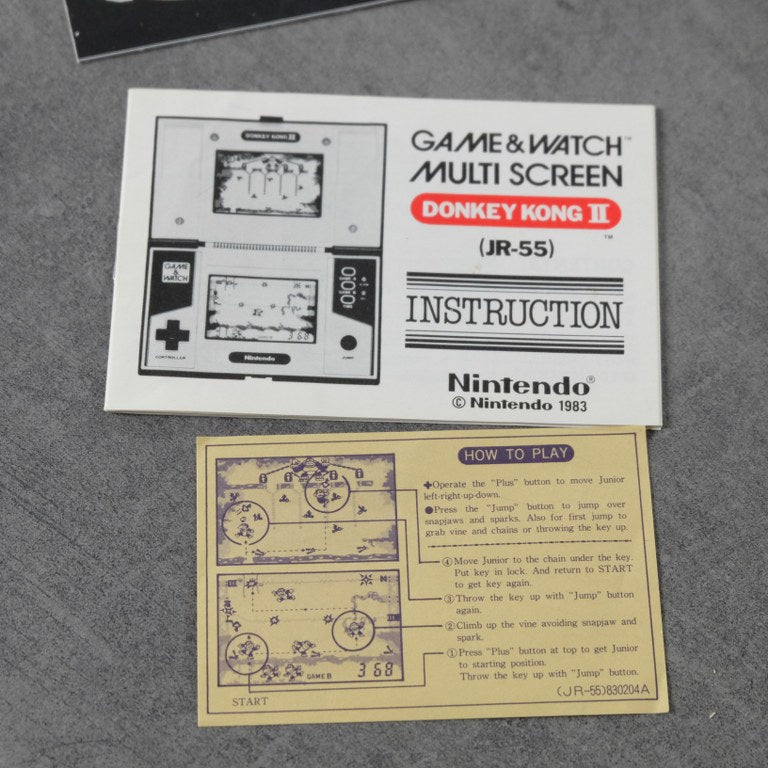 GAME & WATCH™
MULTI SCREEN
DONKEY KONG II
™
(JR-55)
INSTRUCTION
Nintendo®
© Nintendo 1983
DONKEY KONG II
GAME
&
WATCH
CONTROLLER
Nintendo
JUMP
3 68
HOW TO PLAY
✚Operate the "Plus" button to move Junior
left-right-up-down.
●Press the "Jump" button to jump over
snapjaws and sparks. Also for first jump to
grab vine and chains or throwing the key up.
④Move Junior to the chain under the key.
Put key in lock. And return to START
to get key again.
③Throw the key up with "Jump" button
again.
②Climb up the vine avoiding snapjaw and
spark.
①Press "Plus" button at top to get Junior
to starting position.
Throw the key up with "Jump" button.
GAME B
3 68
START
(JR-55)830204A